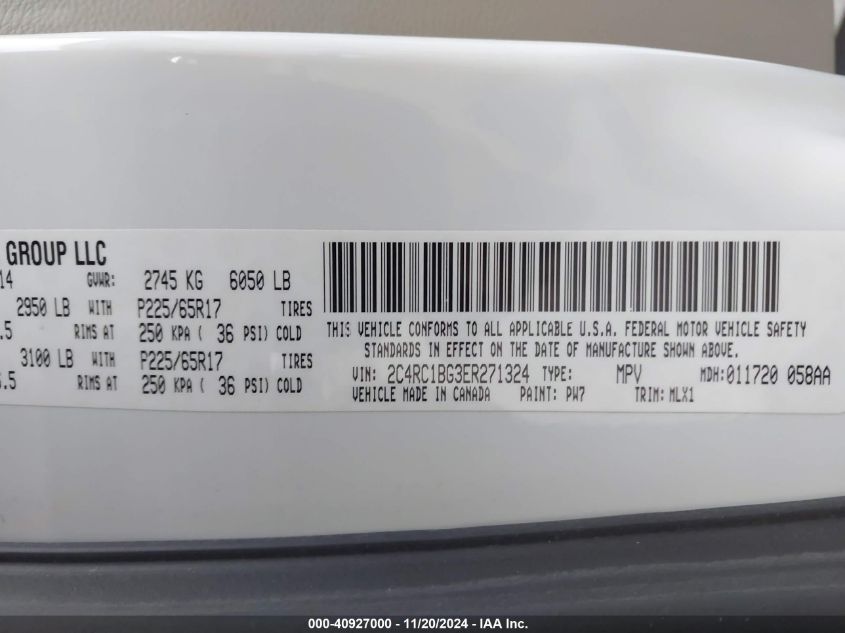 GROUP LLC
14 GVWR: 2745 KG 6050 LB
2950 LB WITH P225/65R17 TIRES
.5 RIMS AT 250 KPA ( 36 PSI) COLD
3100 LB WITH P225/65R17 TIRES
6.5 RIMS AT 250 KPA ( 36 PSI) COLD
THIS VEHICLE CONFORMS TO ALL APPLICABLE U.S.A. FEDERAL MOTOR VEHICLE SAFETY
STANDARDS IN EFFECT ON THE DATE OF MANUFACTURE SHOWN ABOVE.
VIN: 2C4RC1BG3ER271324 TYPE: MPV MDH: 011720 058AA
VEHICLE MADE IN CANADA PAINT: PW7 TRIM: MLX1
000-40927000 - 11/20/2024 - IAA Inc.